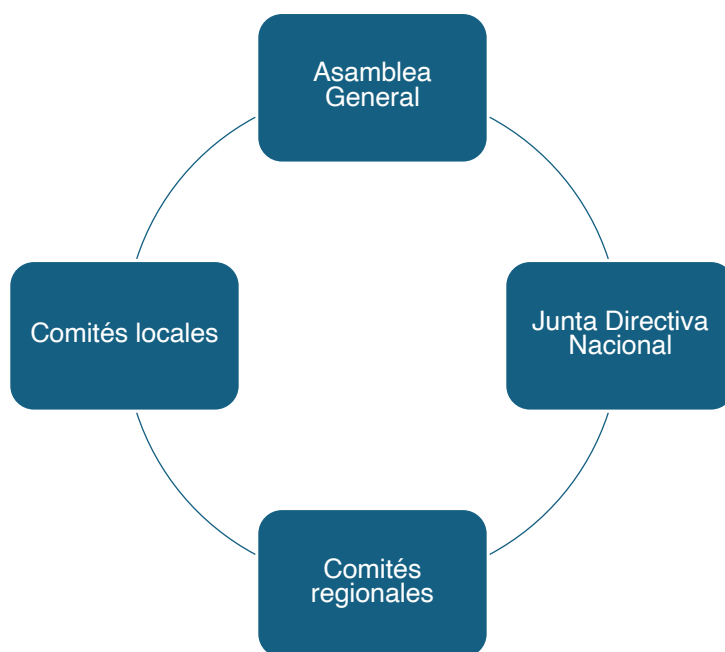 Asamblea
General
Junta Directiva
Nacional
Comités
regionales
Comités locales